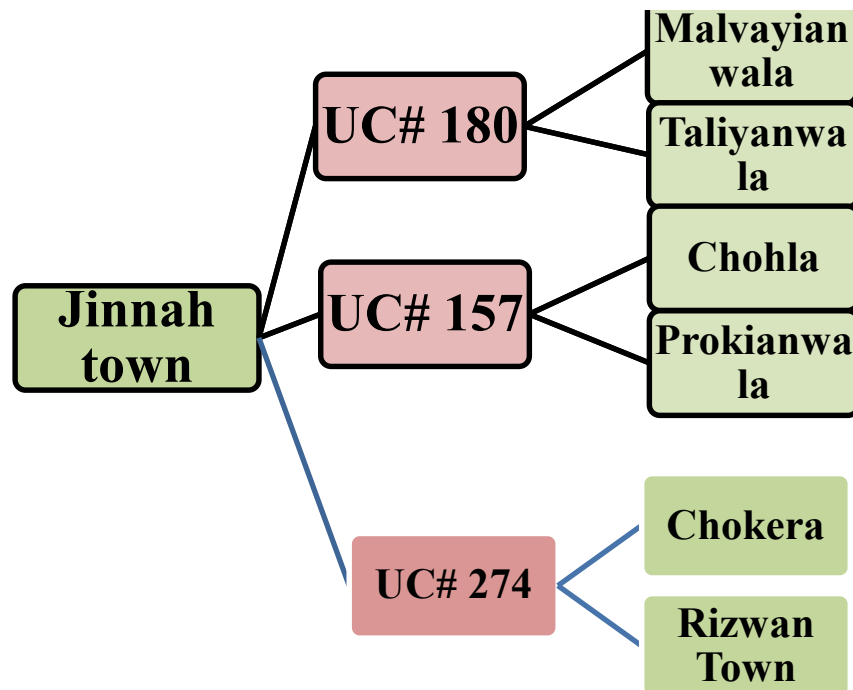 Jinnah
town
UC# 180
Malvayian
wala
Taliyanwa
la
UC# 157
Chohla
Prokianwa
la
UC# 274
Chokera
Rizwan
Town